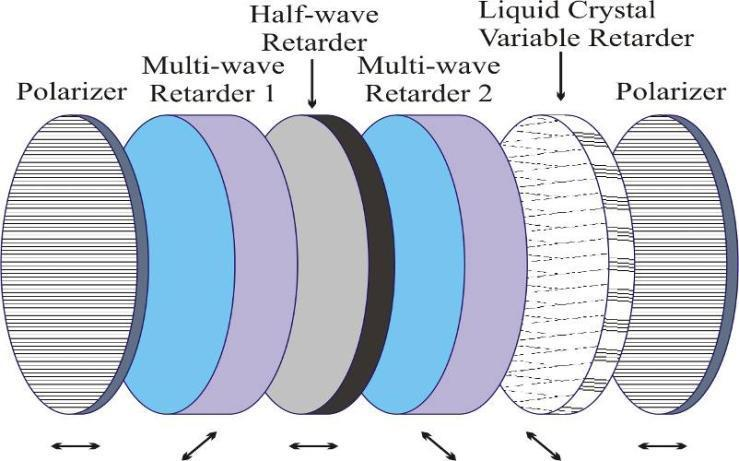 Polarizer
Multi-wave
Retarder 1
Half-wave
Retarder
Multi-wave
Retarder 2
Liquid Crystal
Variable Retarder
Polarizer